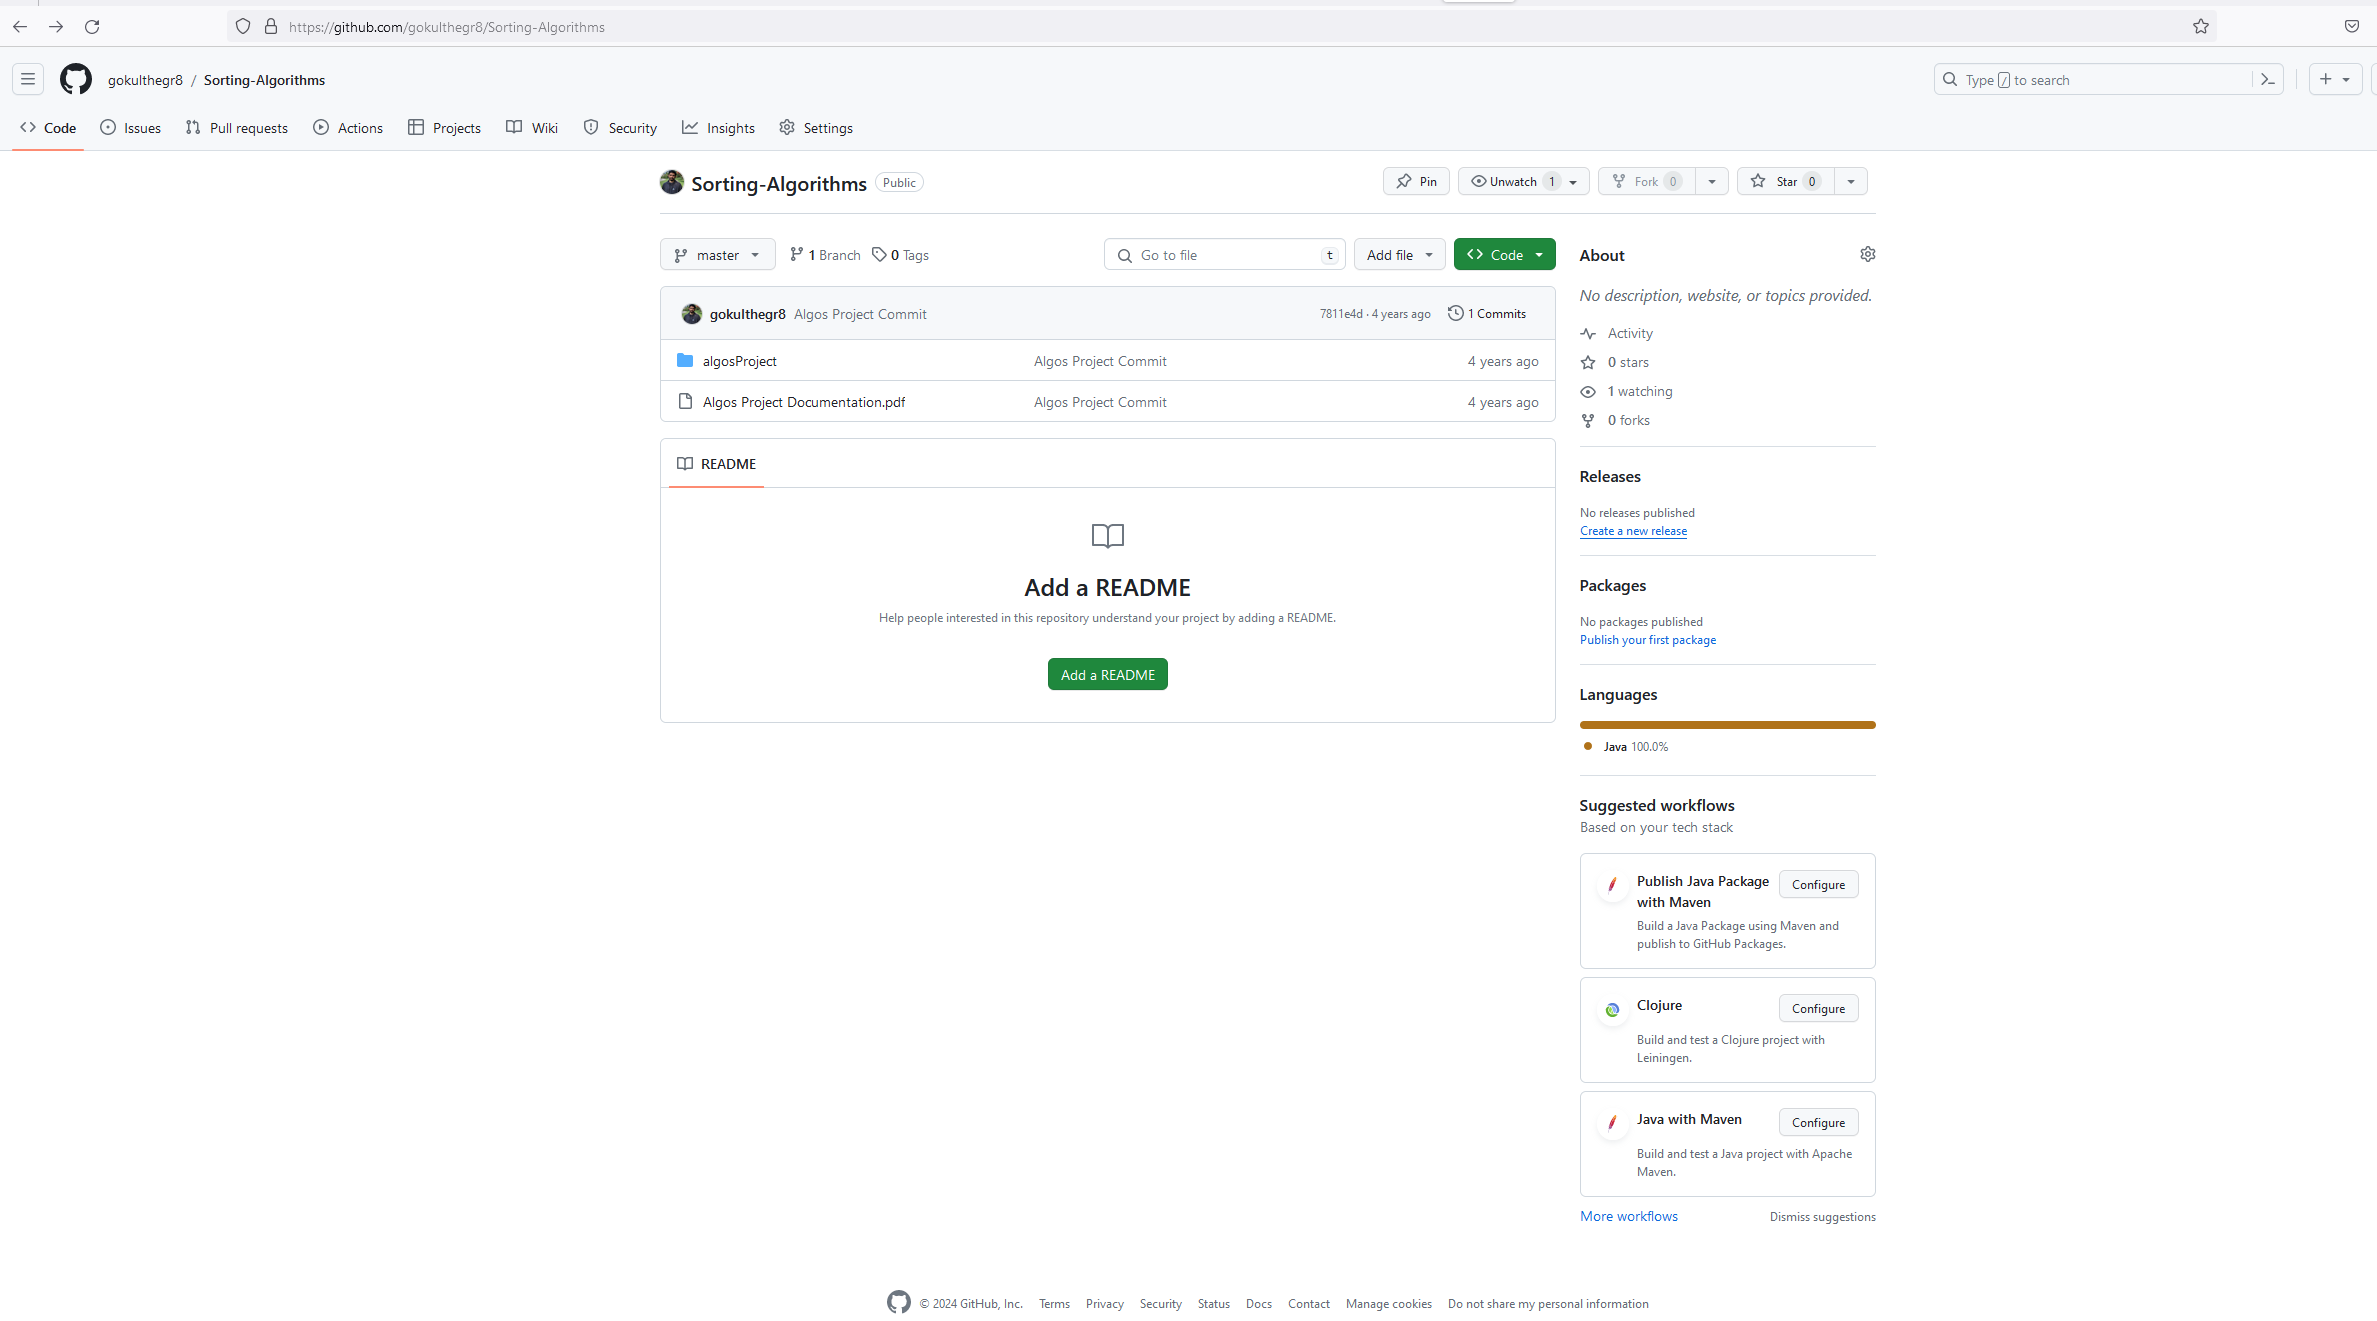 https://github.com/gokulthegr8/Sorting-Algorithms
gokulthegr8 / Sorting-Algorithms
Type / to search
Code Issues Pull requests Actions Projects Wiki Security Insights Settings
Sorting-Algorithms Public
Pin Unwatch 1 Fork 0 Star 0
master 1 Branch 0 Tags Go to file t Add file Code
gokulthegr8 Algos Project Commit 7811e4d · 4 years ago 1 Commits
algosProject Algos Project Commit 4 years ago
Algos Project Documentation.pdf Algos Project Commit 4 years ago
README
Add a README
Help people interested in this repository understand your project by adding a README.
Add a README
About
No description, website, or topics provided.
Activity
0 stars
1 watching
0 forks
Releases
No releases published
Create a new release
Packages
No packages published
Publish your first package
Languages
Java 100.0%
Suggested workflows
Based on your tech stack
Publish Java Package
with Maven
Configure
Build a Java Package using Maven and
publish to GitHub Packages.
Clojure Configure
Build and test a Clojure project with
Leiningen.
Java with Maven Configure
Build and test a Java project with Apache
Maven.
More workflows Dismiss suggestions
© 2024 GitHub, Inc. Terms Privacy Security Status Docs Contact Manage cookies Do not share my personal information